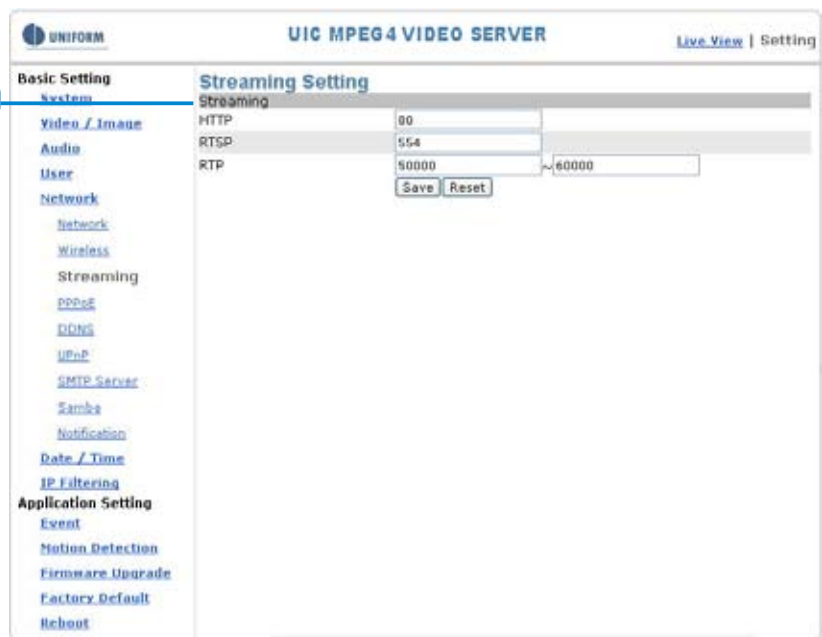 UNIFORM
UIC MPEG4 VIDEO SERVER
Live View | Setting
Basic Setting
System
Video / Image
Audio
User
Network
Network
Wireless
Streaming
PPPoE
DDNS
UPnP
SMTP Server
Samba
Notification
Date / Time
IP Filtering
Application Setting
Event
Motion Detection
Firmware Upgrade
Factory Default
Reboot
Streaming Setting
Streaming
HTTP 80
RTSP 554
RTP 50000 ~ 60000
Save Reset